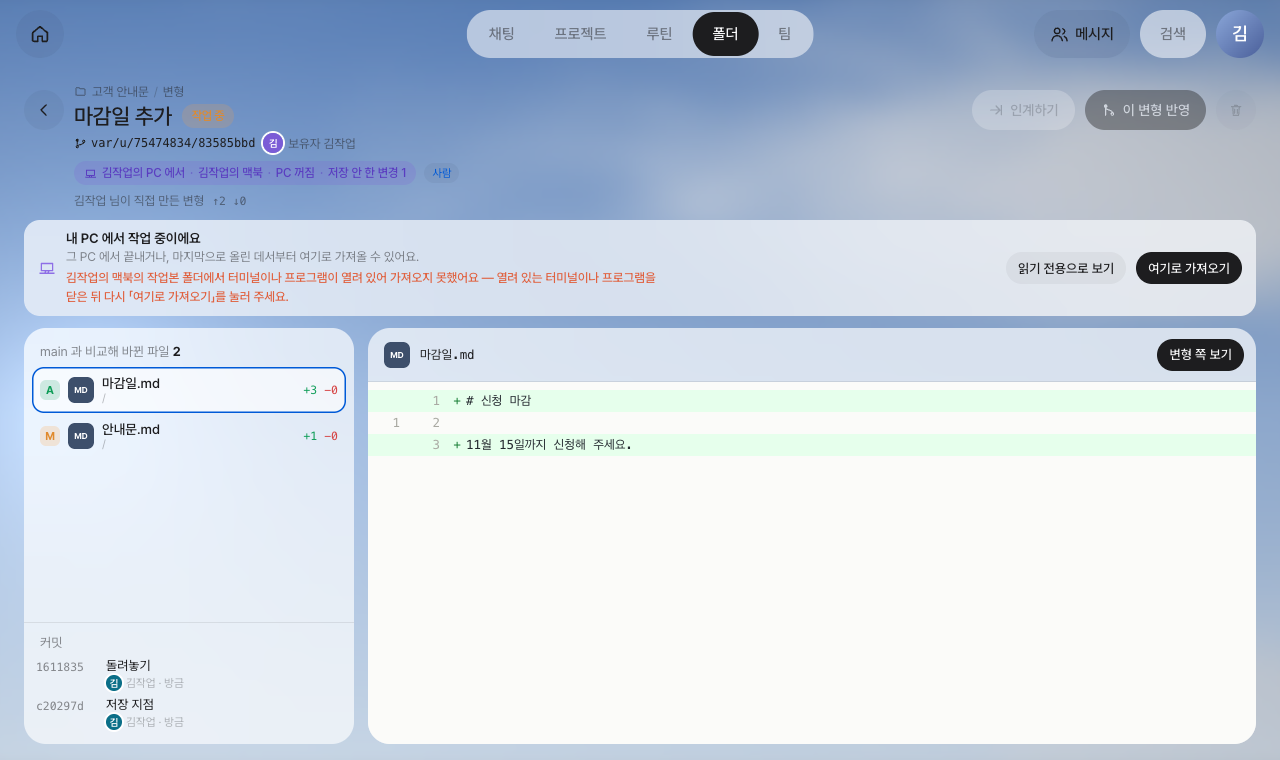 채팅
프로젝트
루틴
폴더
팀
메시지
검색
김
고객 안내문 / 변형
마감일 추가
인계하기
이 변형 반영
var/u/75474834/83585bbd 김 보유자 김작업
김작업의 PC 에서 · 김작업의 맥북 · PC 꺼짐 · 저장 안 한 변경 1
사람
김작업 님이 직접 만든 변형 ↑2 ↓0
내 PC 에서 작업 중이에요
그 PC 에서 끝내거나, 마지막으로 올린 데서부터 여기로 가져올 수 있어요.
김작업의 맥북의 작업본 폴더에서 터미널이나 프로그램이 열려 있어 가져오지 못했어요 — 열려 있는 터미널이나 프로그램을
닫은 뒤 다시 「여기로 가져오기」를 눌러 주세요.
읽기 전용으로 보기
여기로 가져오기
main 과 비교해 바뀐 파일 2
A MD 마감일.md +3 −0
/
M MD 안내문.md +1 −0
/
커밋
1611835 돌려놓기
김 김작업 · 방금
c20297d 저장 지점
김 김작업 · 방금
MD 마감일.md
변형 쪽 보기
1 + # 신청 마감
1 2
3 + 11월 15일까지 신청해 주세요.